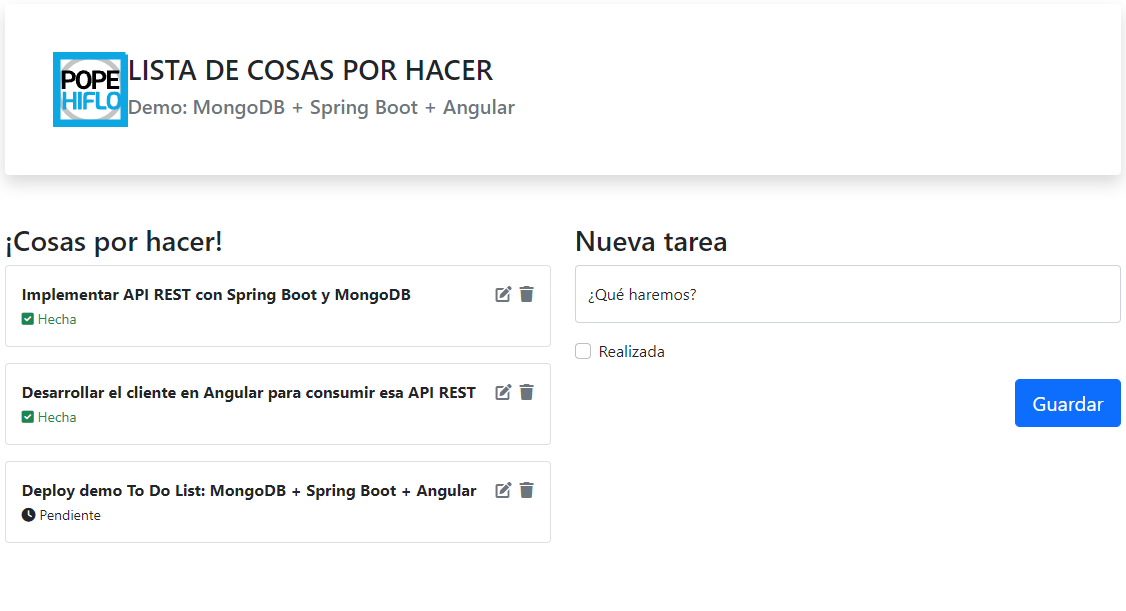 POPE
HIFLO
LISTA DE COSAS POR HACER
Demo: MongoDB + Spring Boot + Angular
¡Cosas por hacer!
Implementar API REST con Spring Boot y MongoDB
Hecha
Desarrollar el cliente en Angular para consumir esa API REST
Hecha
Deploy demo To Do List: MongoDB + Spring Boot + Angular
Pendiente
Nueva tarea
¿Qué haremos?
Realizada
Guardar